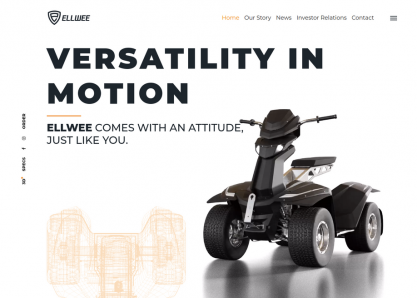 ELLWEE
Home Our Story News Investor Relations Contact
VERSATILITY IN
MOTION
ELLWEE COMES WITH AN ATTITUDE,
JUST LIKE YOU.
ORDER
SPECS
3D